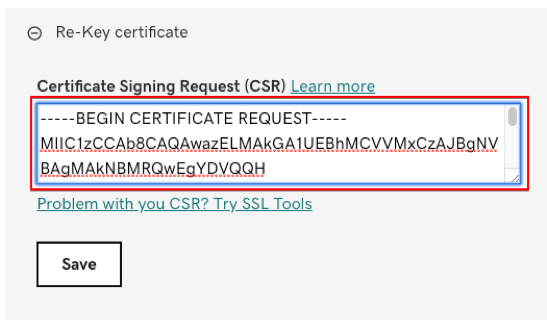 Re-Key certificate
Certificate Signing Request (CSR) Learn more
-----BEGIN CERTIFICATE REQUEST-----
MIIC1zCCAb8CAQAwazELMAkGA1UEBhMCVVMxCzAJBgNV
BAgMAkNBMRQwEgYDVQQH
Problem with you CSR? Try SSL Tools
Save